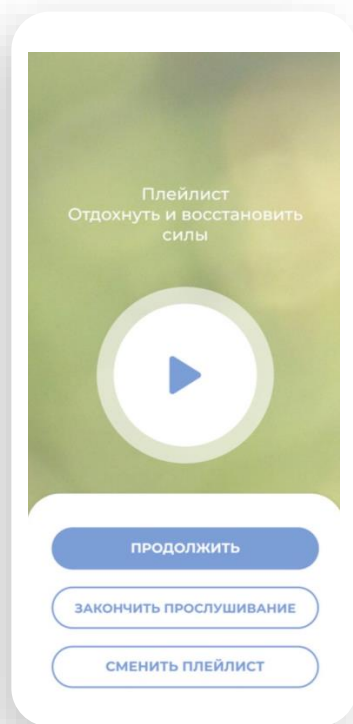 Плейлист
Отдохнуть и восстановить
силы
ПРОДОЛЖИТЬ
ЗАКОНЧИТЬ ПРОСЛУШИВАНИЕ
СМЕНИТЬ ПЛЕЙЛИСТ